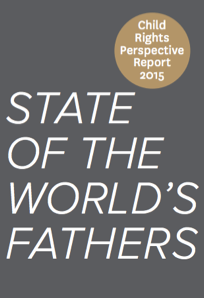 Child
Rights
Perspective
Report
2015
STATE
OF THE
WORLD'S
FATHERS